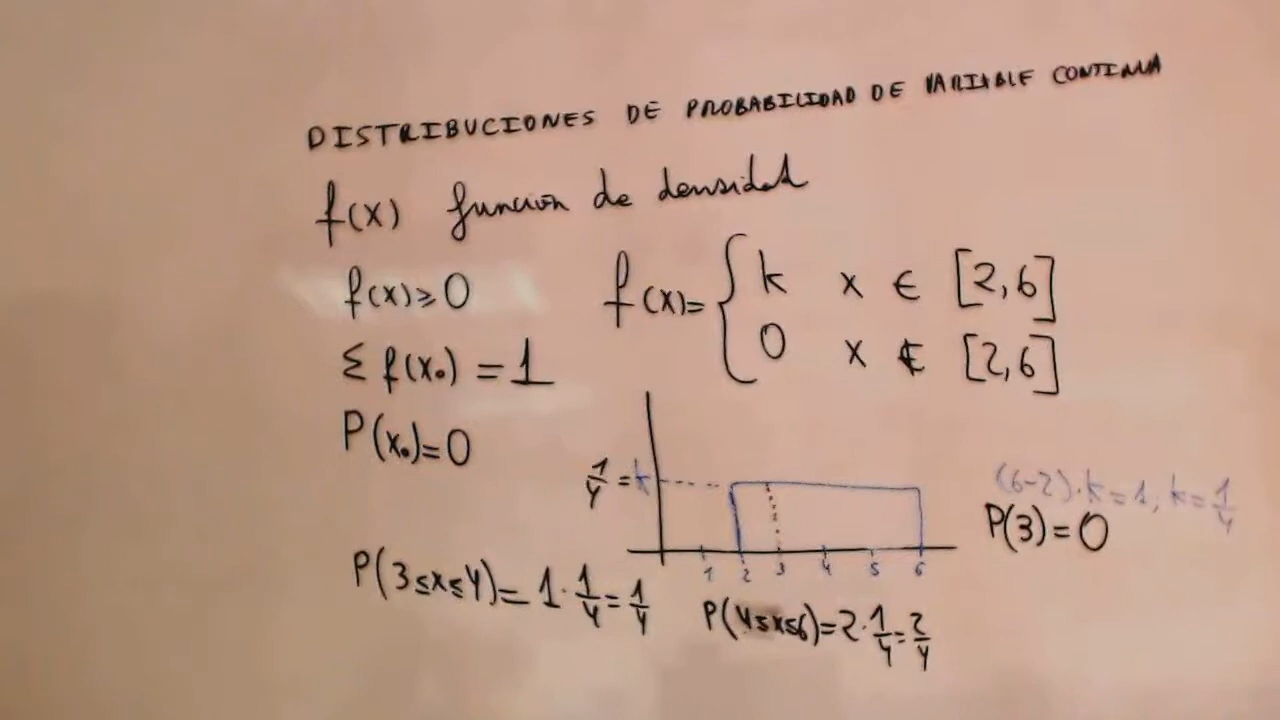 DISTRIBUCIONES DE PROBABILIDAD DE VARIABLE CONTINUA
f(x) función de densidad
f(x)≥0
f(x)= { k x ∈ [2,6]
0 x ∉ [2,6]
Σ f(x₀) = 1
P(x₀)=0
1/4 = k
(6-2)·k=1, k=1/4
P(3)=0
1 2 3 4 5 6
P(3≤x≤4)=1·1/4=1/4
P(4≤x≤6)=2·1/4=2/4